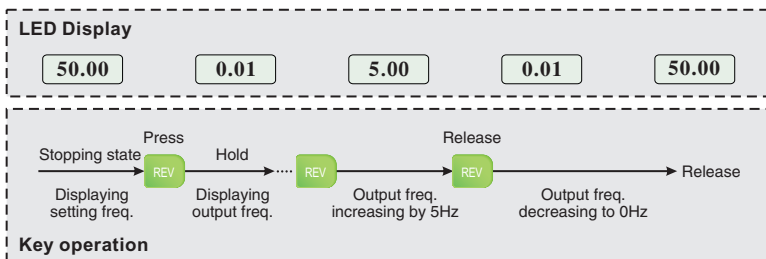 LED Display
50.00 0.01 5.00 0.01 50.00
Press Release
Stopping state Hold
REV ····· REV REV Release
Displaying Displaying Output freq. Output freq.
setting freq. output freq. increasing by 5Hz decreasing to 0Hz
Key operation